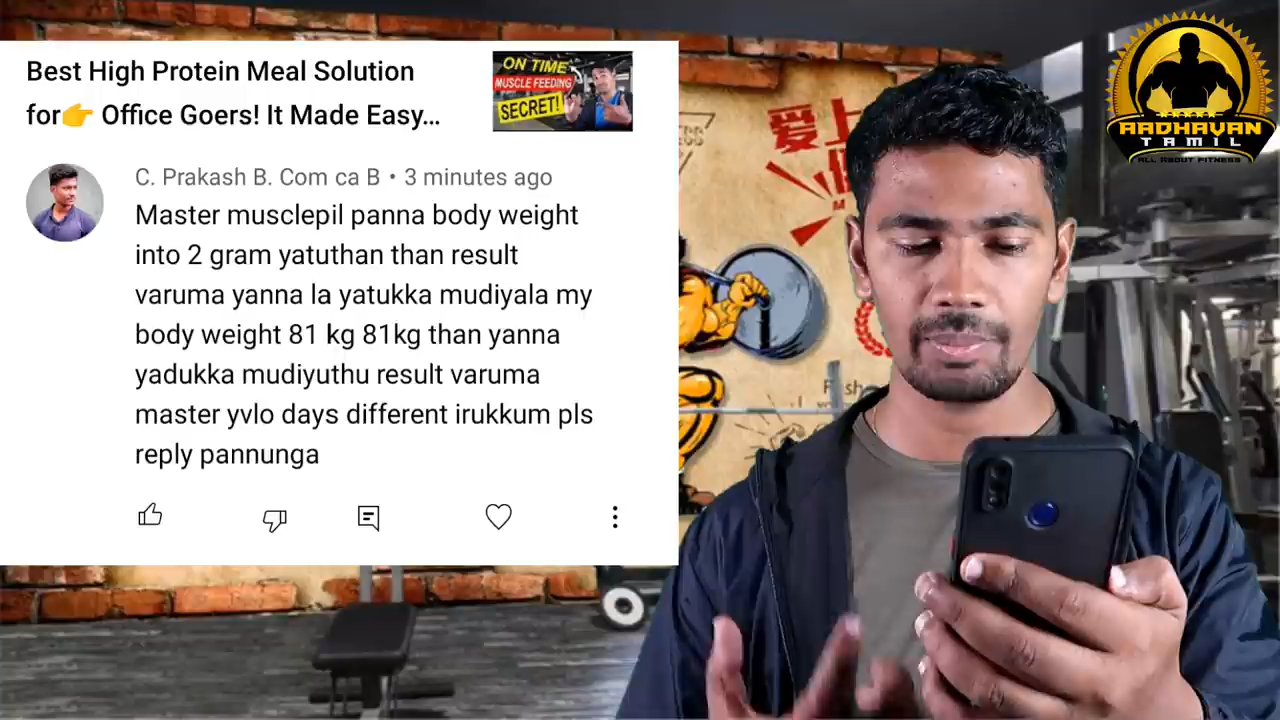 Best High Protein Meal Solution
for👉 Office Goers! It Made Easy...
ON TIME
MUSCLE FEEDING
SECRET!
C. Prakash B. Com ca B • 3 minutes ago
Master musclepil panna body weight
into 2 gram yatuthan than result
varuma yanna la yatukka mudiyala my
body weight 81 kg 81kg than yanna
yadukka mudiyuthu result varuma
master yvlo days different irukkum pls
reply pannunga
爱上
AADHAVAN
TAMIL
ALL ABOUT FITNESS